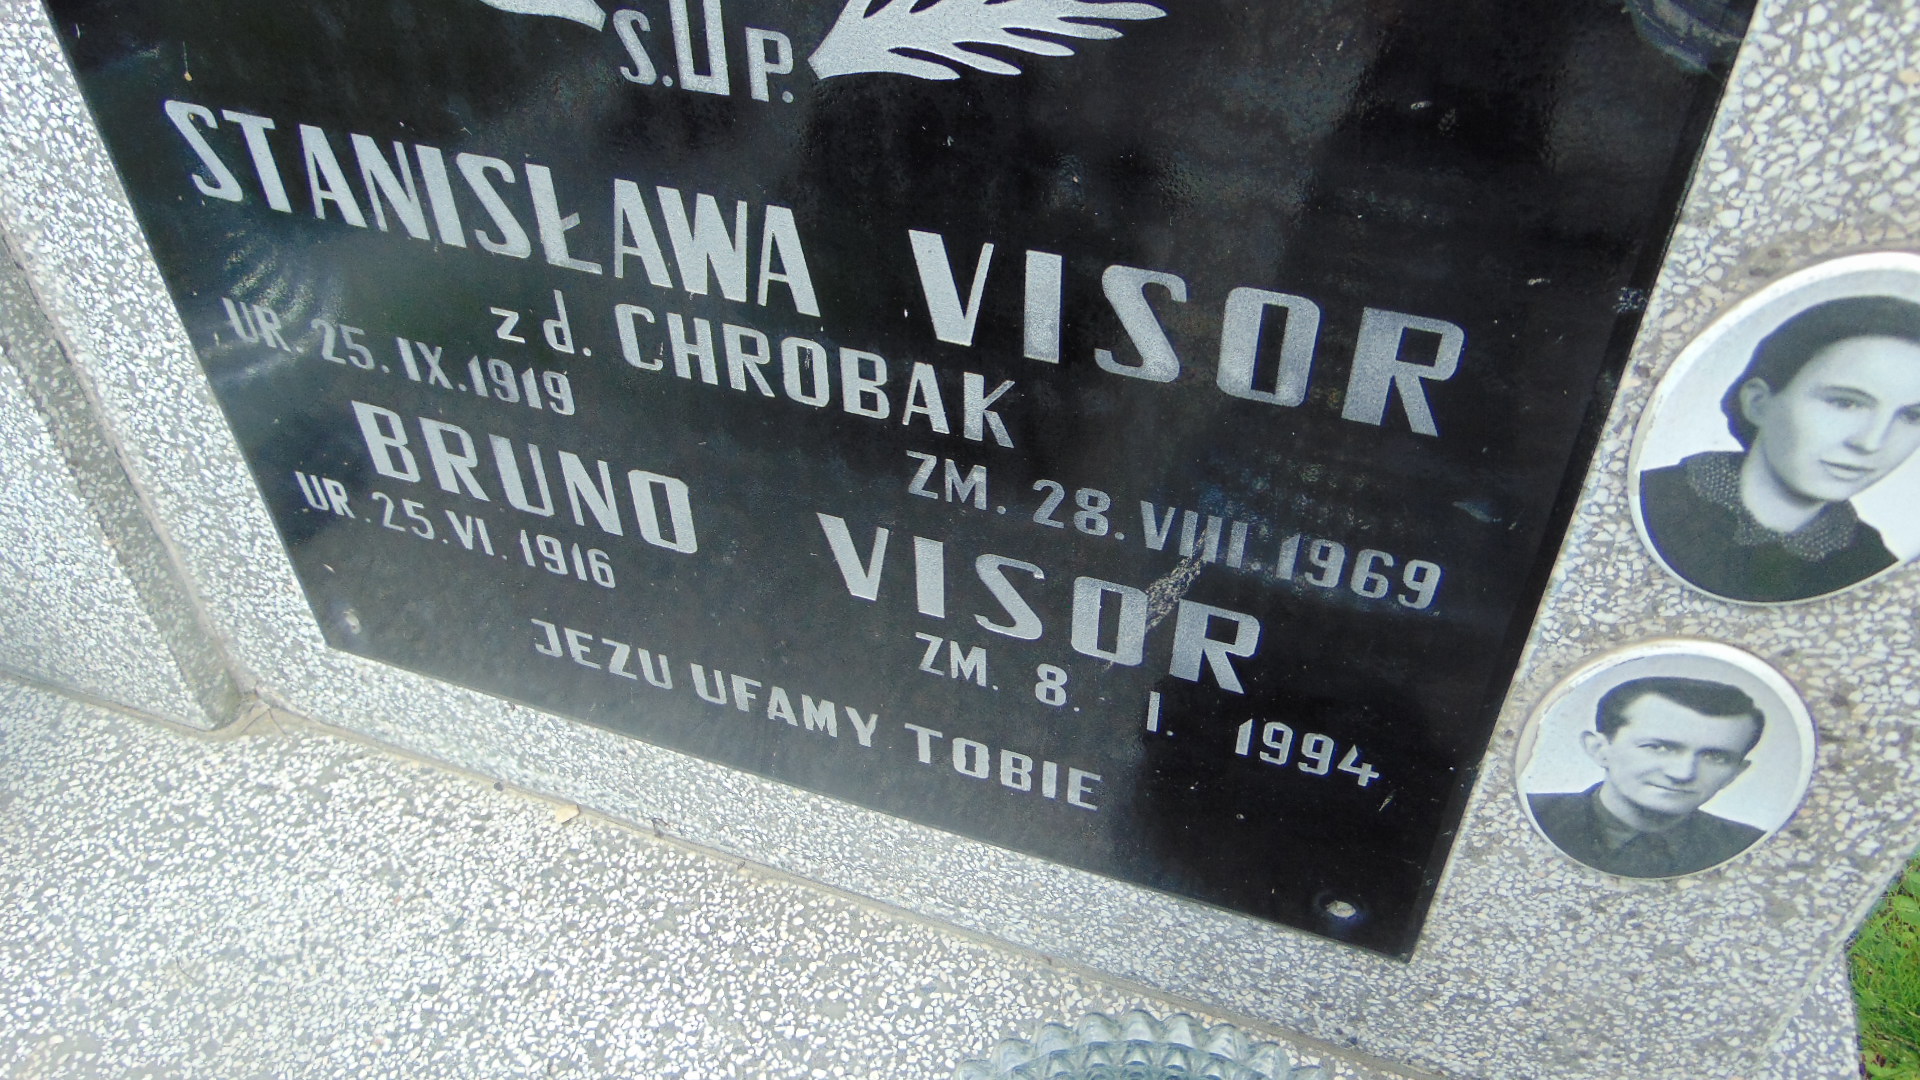 S. P.
STANISŁAWA VISOR
z d. CHROBAK
UR. 25. IX. 1919 ZM. 28. VIII. 1969
BRUNO VISOR
UR. 25. VI. 1916 ZM. 8. I. 1994
JEZU UFAMY TOBIE